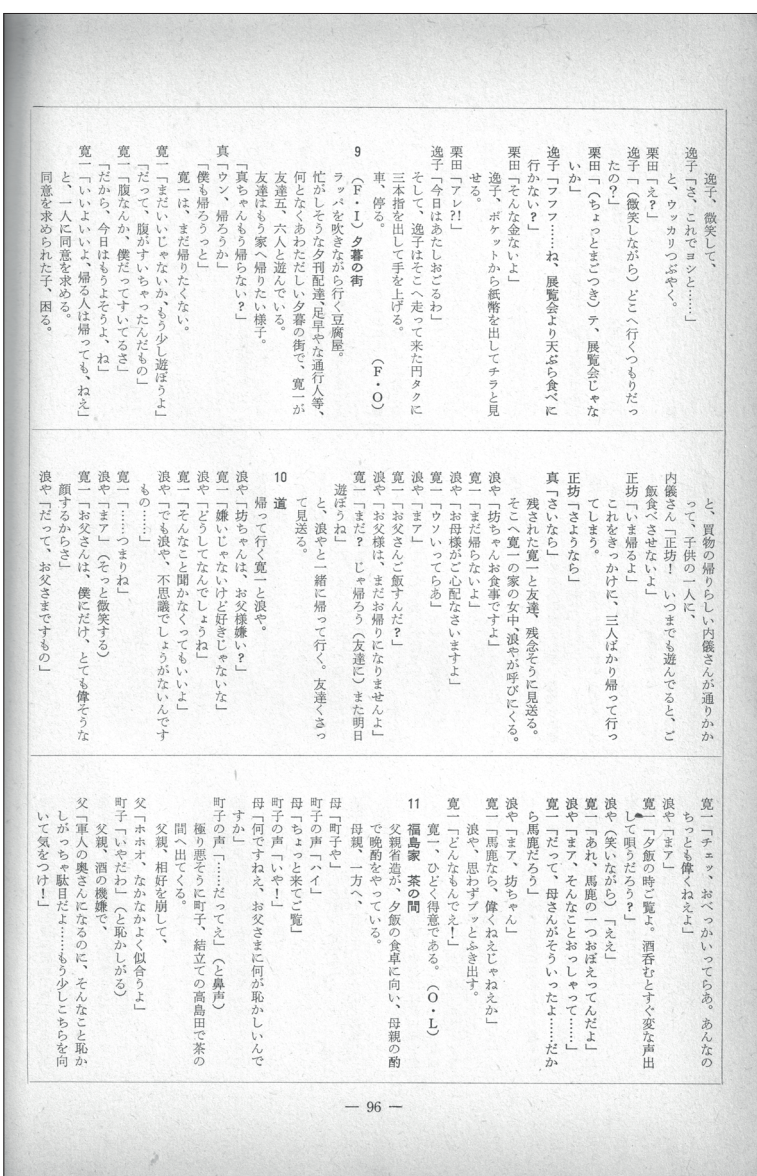 逸子、微笑して、
逸子「さ、これでヨシと……」
と、ウッカリつぶやく。
栗田「え？」
逸子「（微笑しながら）どこへ行くつもりだっ
たの？」
栗田「（ちょっとまごつき）テ、展覧会じゃな
いか」
逸子「フフフ……ね、展覧会より天ぷら食べに
行かない？」
栗田「そんな金ないよ」
逸子、ポケットから紙幣を出してチラと見
せる。
栗田「アレ?!」
逸子「今日はあたしおごるわ」
そして、逸子はそこへ走って来た円タクに
三本指を出して手を上げる。
車、停る。
（F・O）
9 （F・I）夕暮の街
ラッパを吹きながら行く豆腐屋。
忙がしそうな夕刊配達、足早やな通行人等、
何となくあわただしい夕暮の街で、寛一が
友達五、六人と遊んでいる。
友達はもう家へ帰りたい様子。
「真ちゃんもう帰らない？」
真「ウン、帰ろうか」
「僕も帰ろうっと」
寛一は、まだ帰りたくない。
寛一「まだいいじゃないか、もう少し遊ぼうよ」
「だって、腹がすいちゃったんだもの」
寛一「腹なんか、僕だってすいてるさ」
「だから、今日はもうよそうよ、ね」
寛一「いいよいいよ、帰る人は帰っても、ねえ」
と、一人に同意を求める。
同意を求められた子、困る。
と、買物の帰りらしい内儀さんが通りかか
って、子供の一人に、
内儀さん「正坊！　いつまでも遊んでると、ご
飯食べさせないよ」
正坊「いま帰るよ」
これをきっかけに、三人ばかり帰って行っ
てしまう。
正坊「さようなら」
真「さいなら」
残された寛一と友達、残念そうに見送る。
そこへ寛一の家の女中、浪やが呼びにくる。
浪や「坊ちゃんお食事ですよ」
寛一「まだ帰らないよ」
浪や「お母様がご心配なさいますよ」
寛一「ウソいってらあ」
浪や「まア」
寛一「お父さんご飯すんだ？」
浪や「お父様は、まだお帰りになりませんよ」
寛一「まだ？　じゃ帰ろう（友達に）また明日
遊ぼうね」
と、浪やと一緒に帰って行く。友達くさっ
て見送る。
10 道
帰って行く寛一と浪や。
浪や「坊ちゃんは、お父様嫌い？」
寛一「嫌いじゃないけど好きじゃないな」
浪や「どうしてなんでしょうね」
寛一「そんなこと聞かなくってもいいよ」
浪や「でも浪や、不思議でしょうがないんです
もの……」
寛一「……つまりね」
浪や「まア」（そっと微笑する）
寛一「お父さんは、僕にだけ、とても偉そうな
顔するからさ」
浪や「だって、お父さまですもの」
寛一「チェッ、おべっかいってらあ。あんなの
ちっとも偉くねえよ」
浪や「まア」
寛一「夕飯の時ご覧よ。酒呑むとすぐ変な声出
して唄うだろう？」
浪や（笑いながら）「ええ」
寛一「あれ、馬鹿の一つおぼえってんだよ」
浪や「まア、そんなことおっしゃって……」
寛一「だって、母さんがそういったよ……だか
ら馬鹿だろう」
浪や「まア、坊ちゃん」
寛一「馬鹿なら、偉くねえじゃねえか」
浪や、思わずプッとふき出す。
寛一「どんなもんでえ！」
寛一、ひどく得意である。（O・L）
11 福島家　茶の間
父親省造が、夕飯の食卓に向い、母親の酌
で晩酌をやっている。
母親、一方へ、
母「町子や」
町子の声「ハイ」
母「ちょっと来てご覧」
町子の声「いや！」
母「何ですねえ、お父さまに何が恥かしいんで
すか」
町子の声「……だってえ」（と鼻声）
極り悪そうに町子、結立ての高島田で茶の
間へ出てくる。
父親、相好を崩して、
父「ホホオ、なかなかよく似合うよ」
町子「いやだわ」（と恥かしがる）
父親、酒の機嫌で、
父「軍人の奥さんになるのに、そんなこと恥か
しがっちゃ駄目だよ……もう少しこちらを向
いて気をつけ！」
— 96 —